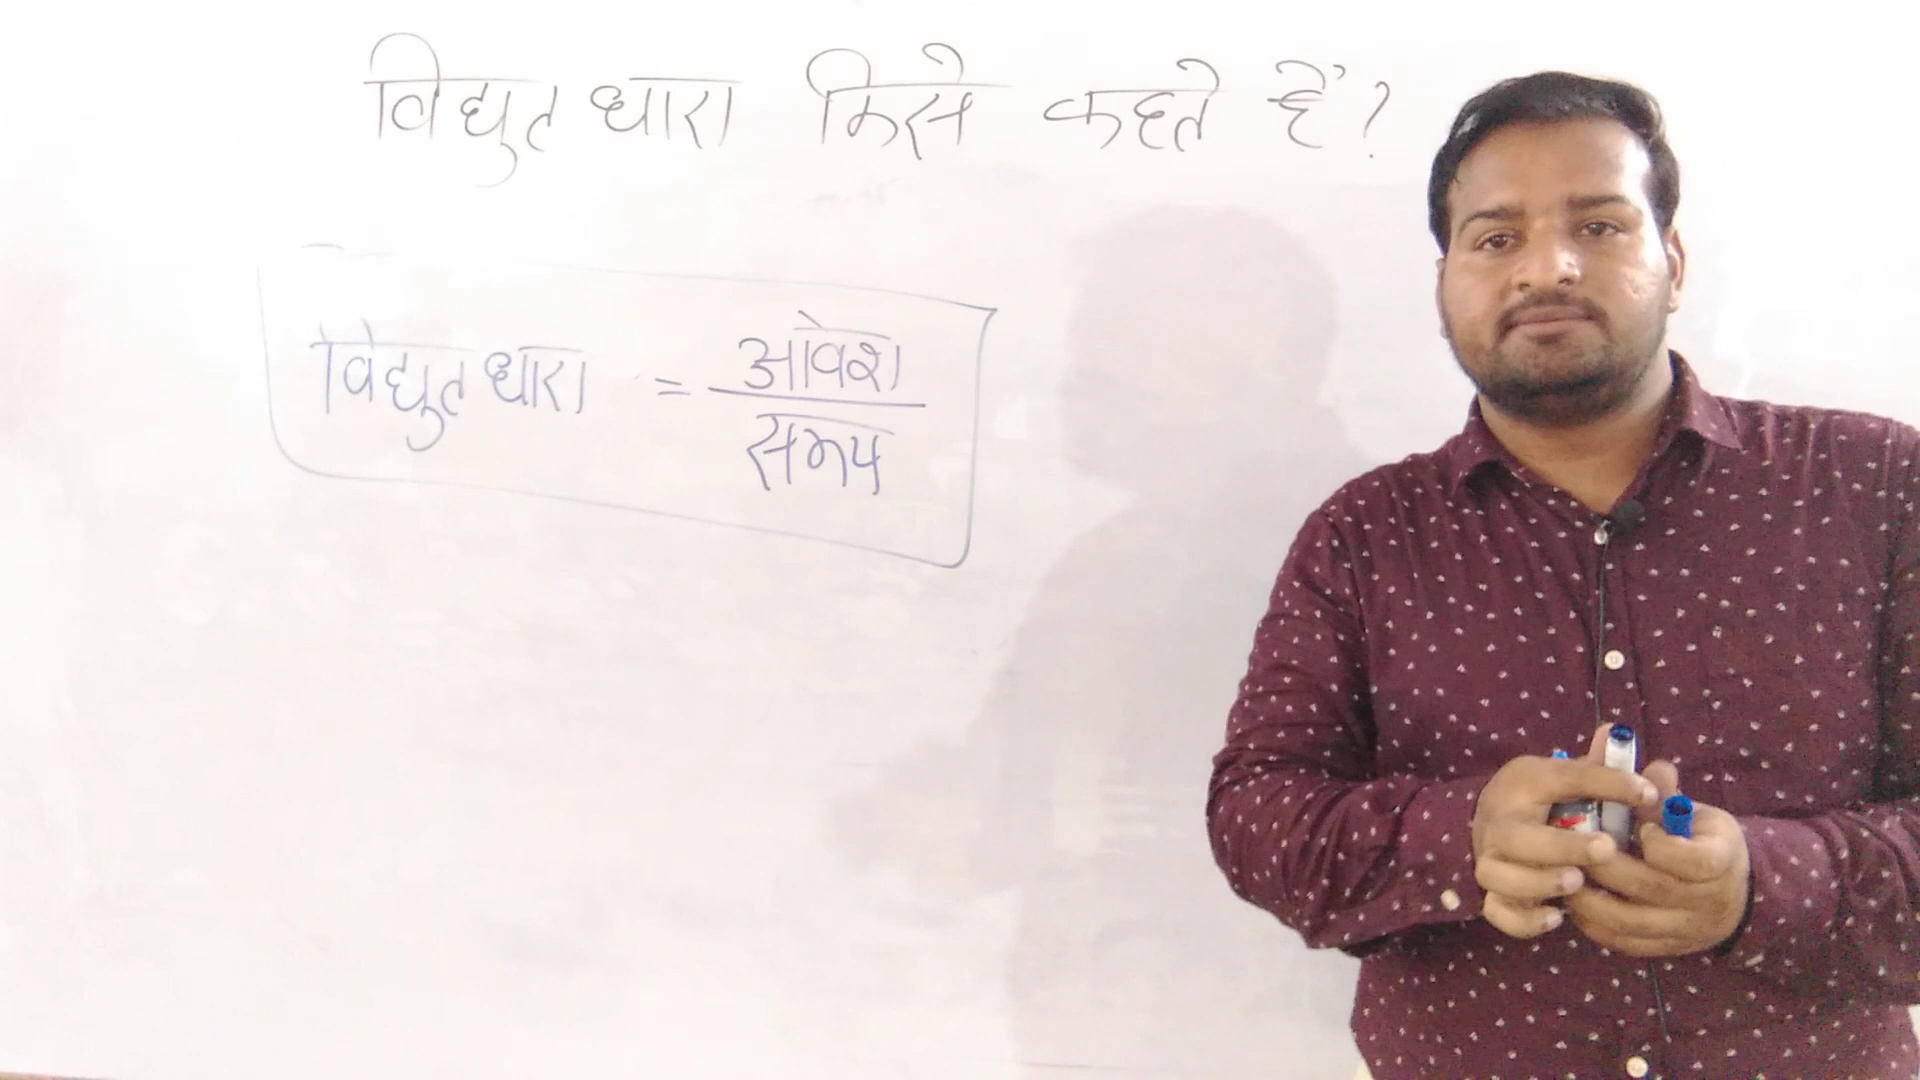 विद्युत धारा किसे कहते हैं?
विद्युत धारा = आवेश
समय